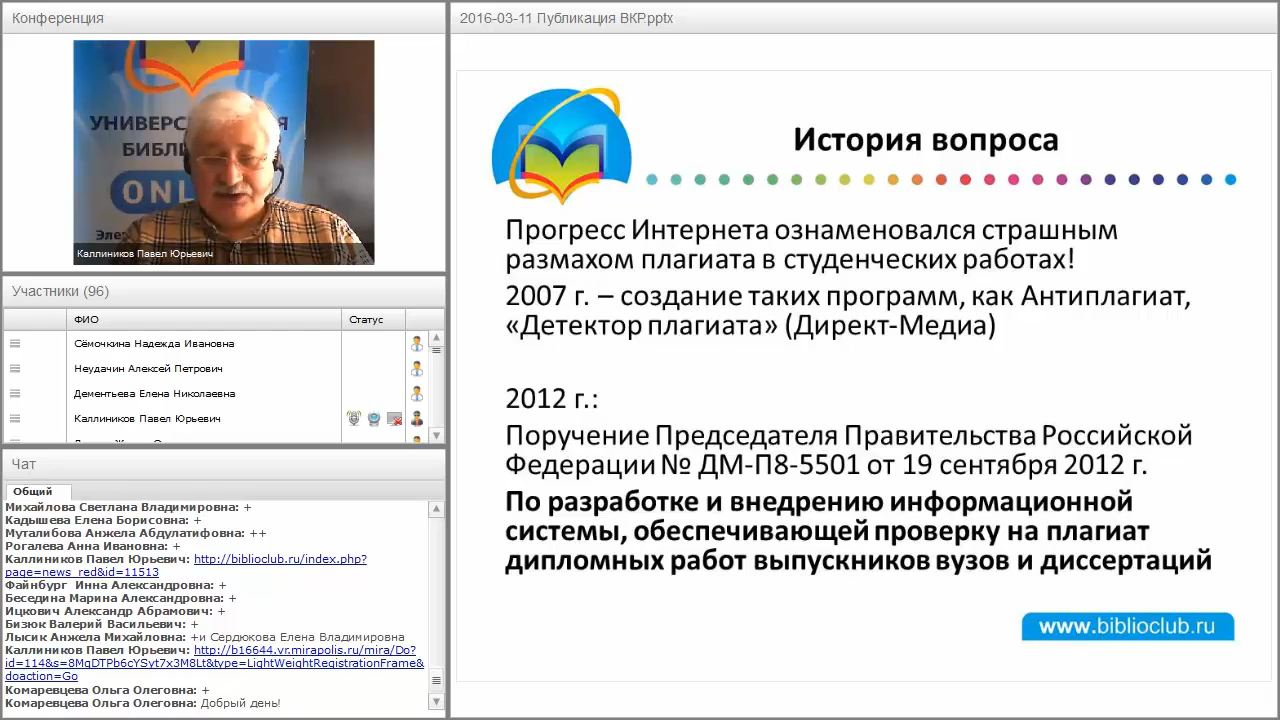 Конференция
УНИВЕРС
Я
БИБЛИ
ONL
Эле
Каллиников Павел Юрьевич
Участники (96)
ФИО
Статус
Сёмочкина Надежда Ивановна
Неудачин Алексей Петрович
Дементьева Елена Николаевна
Каллиников Павел Юрьевич
Чат
Общий
Михайлова Светлана Владимировна: +
Кадышева Елена Борисовна: +
Муталибова Анжела Абдулатифовна: ++
Рогалева Анна Ивановна: +
Каллиников Павел Юрьевич: http://biblioclub.ru/index.php?
page=news_red&id=11513
Файнбург Инна Александровна: +
Беседина Марина Александровна: +
Ицкович Александр Абрамович: +
Бизюк Валерий Васильевич: +
Лысик Анжела Михайловна: +и Сердюкова Елена Владимировна
Каллиников Павел Юрьевич: http://b16644.vr.mirapolis.ru/mira/Do?
id=114&s=8MgDTPb6cYSyt7x3M8Lt&type=LightWeightRegistrationFrame&
doaction=Go
Комаревцева Ольга Олеговна: +
Комаревцева Ольга Олеговна: Добрый день!
2016-03-11 Публикация ВКР.pptx
История вопроса
Прогресс Интернета ознаменовался страшным
размахом плагиата в студенческих работах!
2007 г. – создание таких программ, как Антиплагиат,
«Детектор плагиата» (Директ-Медиа)
2012 г.:
Поручение Председателя Правительства Российской
Федерации № ДМ-П8-5501 от 19 сентября 2012 г.
По разработке и внедрению информационной
системы, обеспечивающей проверку на плагиат
дипломных работ выпускников вузов и диссертаций
www.biblioclub.ru